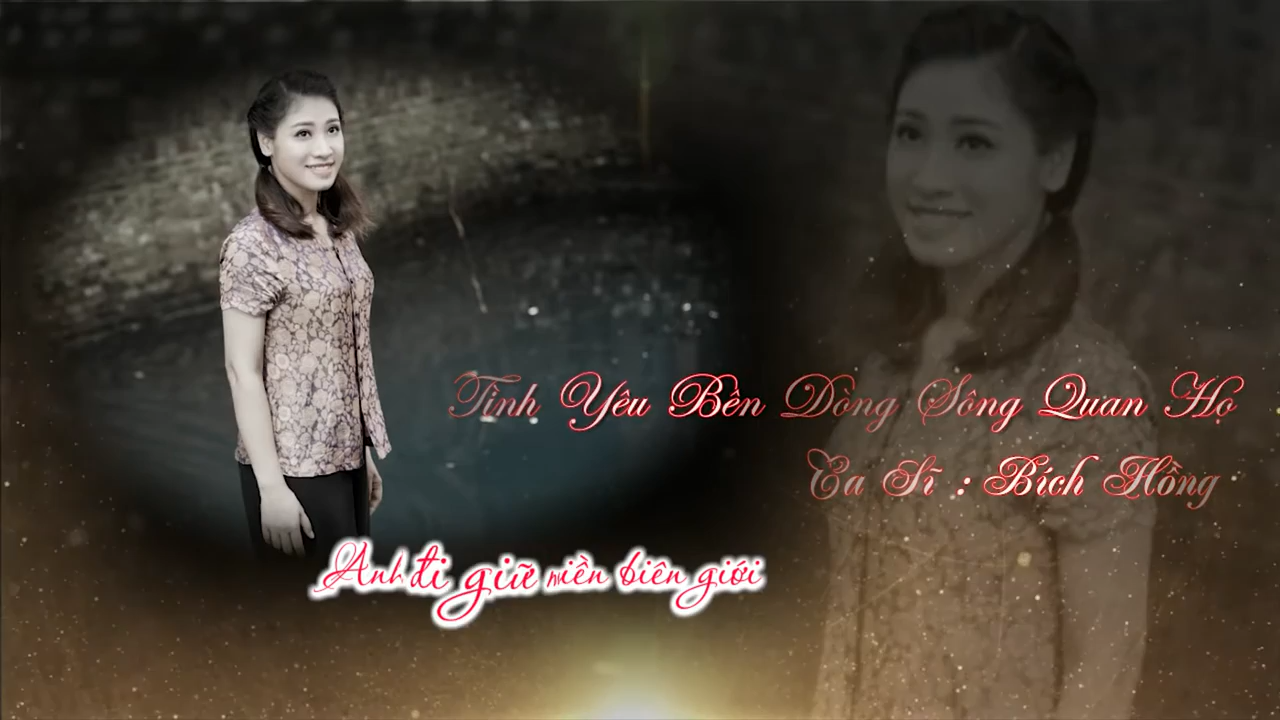 Tình Yêu Bên Dòng Sông Quan Họ
Ca Sĩ : Bích Hồng
Anh đi giữ miền biên giới